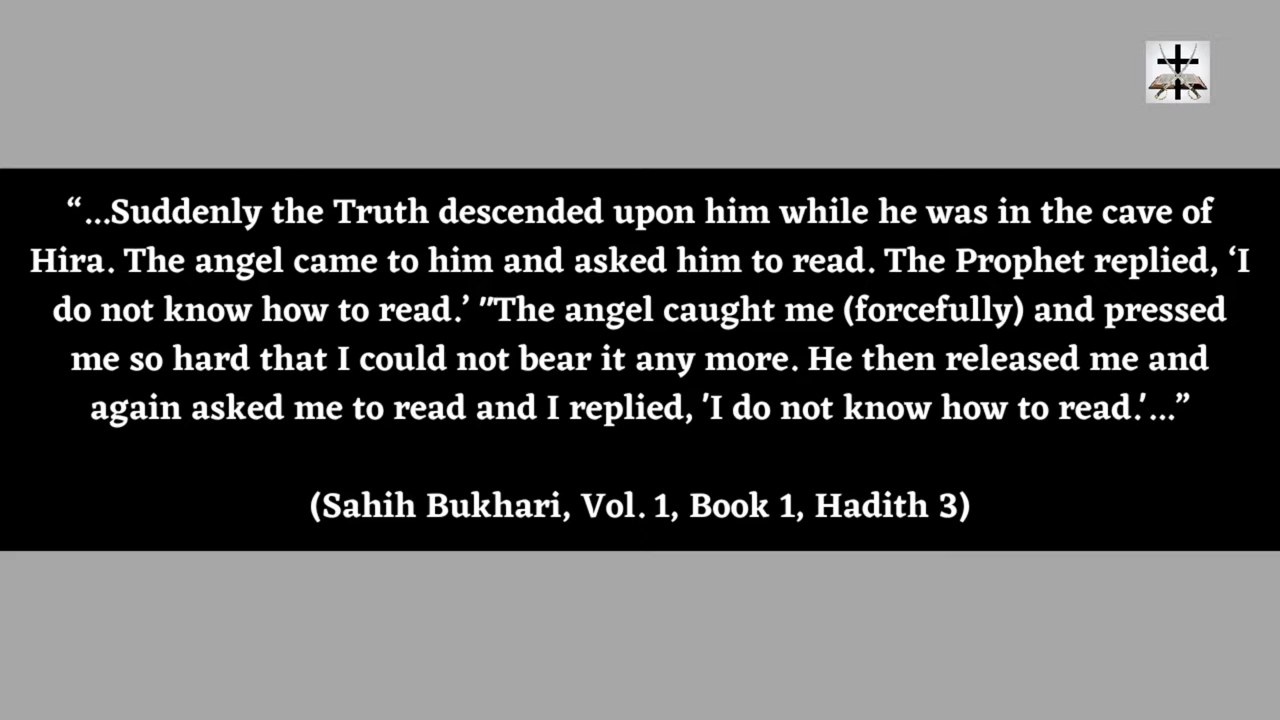 “...Suddenly the Truth descended upon him while he was in the cave of
Hira. The angel came to him and asked him to read. The Prophet replied, ‘I
do not know how to read.’ "The angel caught me (forcefully) and pressed
me so hard that I could not bear it any more. He then released me and
again asked me to read and I replied, 'I do not know how to read.'...”
(Sahih Bukhari, Vol. 1, Book 1, Hadith 3)